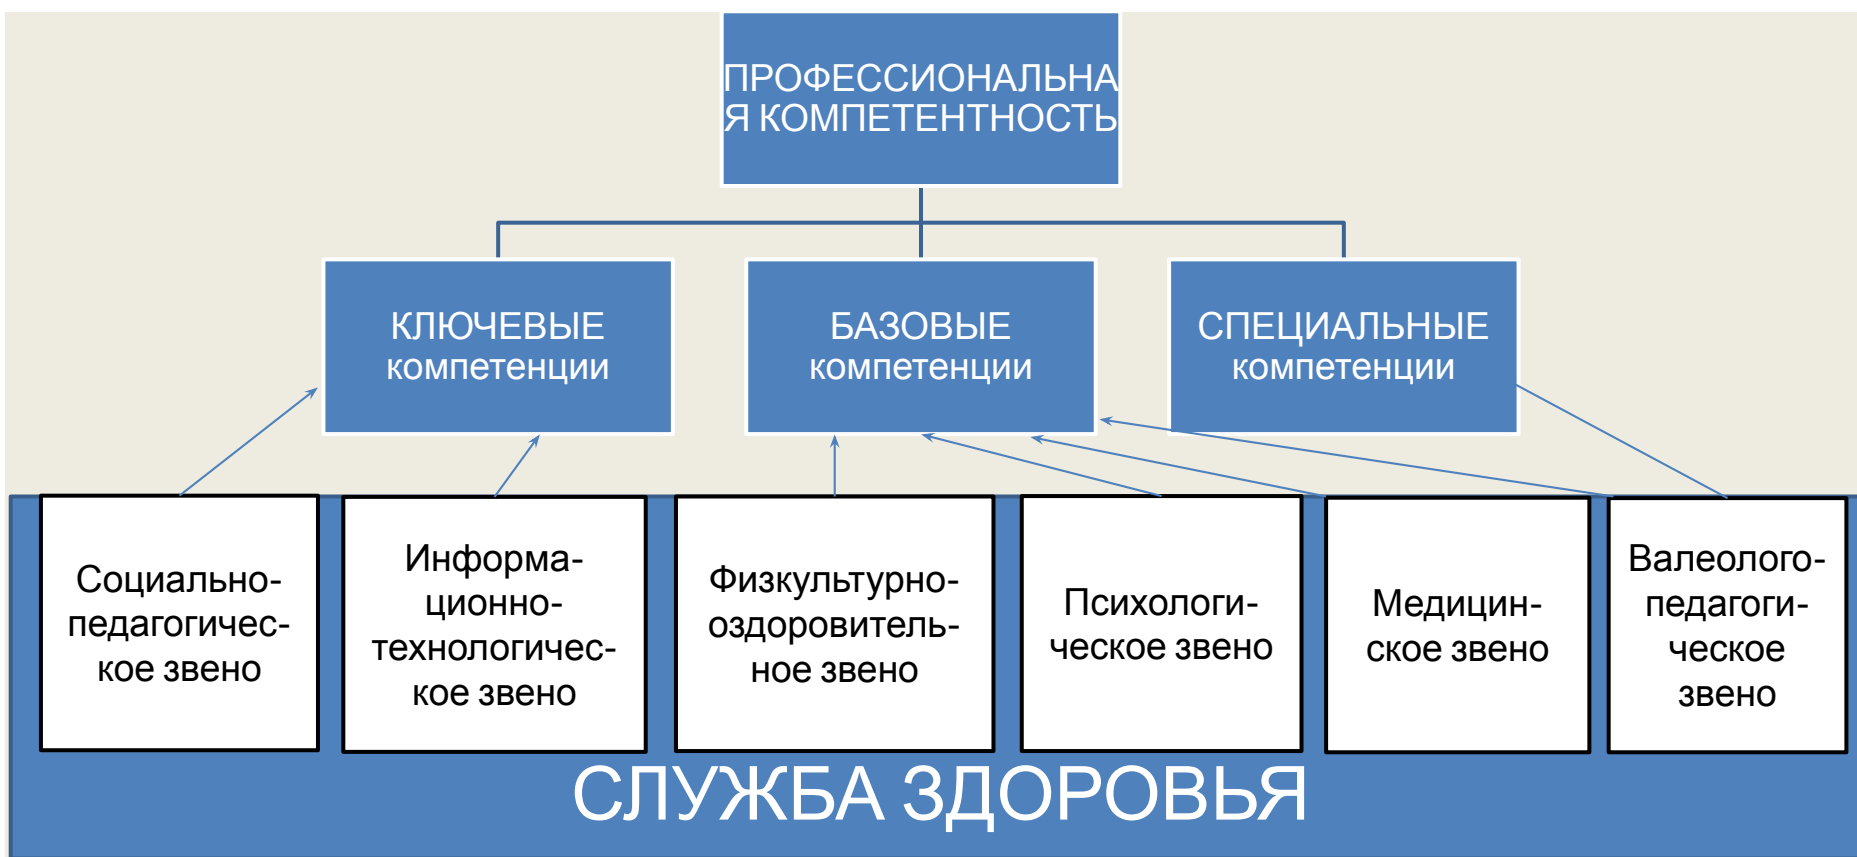 ПРОФЕССИОНАЛЬНА
Я КОМПЕТЕНТНОСТЬ
КЛЮЧЕВЫЕ
компетенции
БАЗОВЫЕ
компетенции
СПЕЦИАЛЬНЫЕ
компетенции
Социально-
педагогичес-
кое звено
Информа-
ционно-
технологичес-
кое звено
Физкультурно-
оздоровитель-
ное звено
Психологи-
ческое звено
Медицин-
ское звено
Валеолого-
педагоги-
ческое
звено
СЛУЖБА ЗДОРОВЬЯ